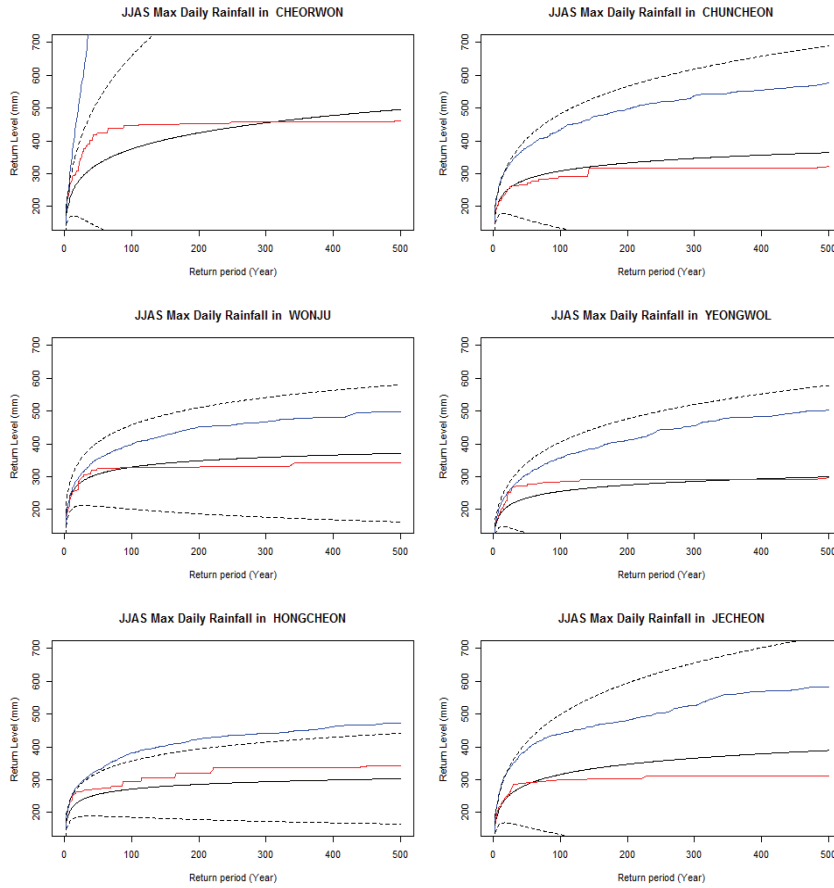 JJAS Max Daily Rainfall in CHEORWON
Return Level (mm)
200 300 400 500 600 700
0 100 200 300 400 500
Return period (Year)
JJAS Max Daily Rainfall in CHUNCHEON
Return Level (mm)
200 300 400 500 600 700
0 100 200 300 400 500
Return period (Year)
JJAS Max Daily Rainfall in WONJU
Return Level (mm)
200 300 400 500 600 700
0 100 200 300 400 500
Return period (Year)
JJAS Max Daily Rainfall in YEONGWOL
Return Level (mm)
200 300 400 500 600 700
0 100 200 300 400 500
Return period (Year)
JJAS Max Daily Rainfall in HONGCHEON
Return Level (mm)
200 300 400 500 600 700
0 100 200 300 400 500
Return period (Year)
JJAS Max Daily Rainfall in JECHEON
Return Level (mm)
200 300 400 500 600 700
0 100 200 300 400 500
Return period (Year)